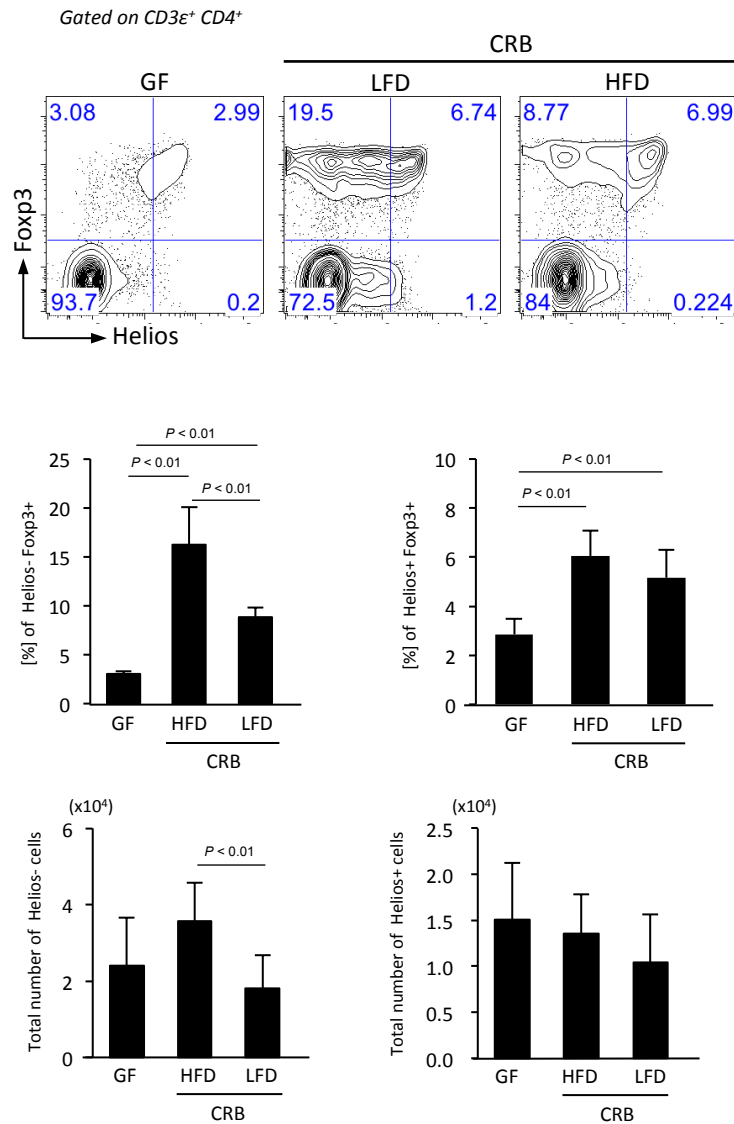 Gated on CD3ε⁺ CD4⁺
CRB
GF LFD HFD
3.08 2.99 19.5 6.74 8.77 6.99
Foxp3
93.7 0.2 72.5 1.2 84 0.224
Helios
P < 0.01
P < 0.01
P < 0.01
25
20
15
10
5
0
[%] of Helios- Foxp3+
GF HFD LFD
CRB
P < 0.01
P < 0.01
10
8
6
4
2
0
[%] of Helios+ Foxp3+
GF HFD LFD
CRB
(x10⁴)
P < 0.01
6
4
2
0
Total number of Helios- cells
GF HFD LFD
CRB
(x10⁴)
2.5
2.0
1.5
1.0
0.5
0.0
Total number of Helios+ cells
GF HFD LFD
CRB